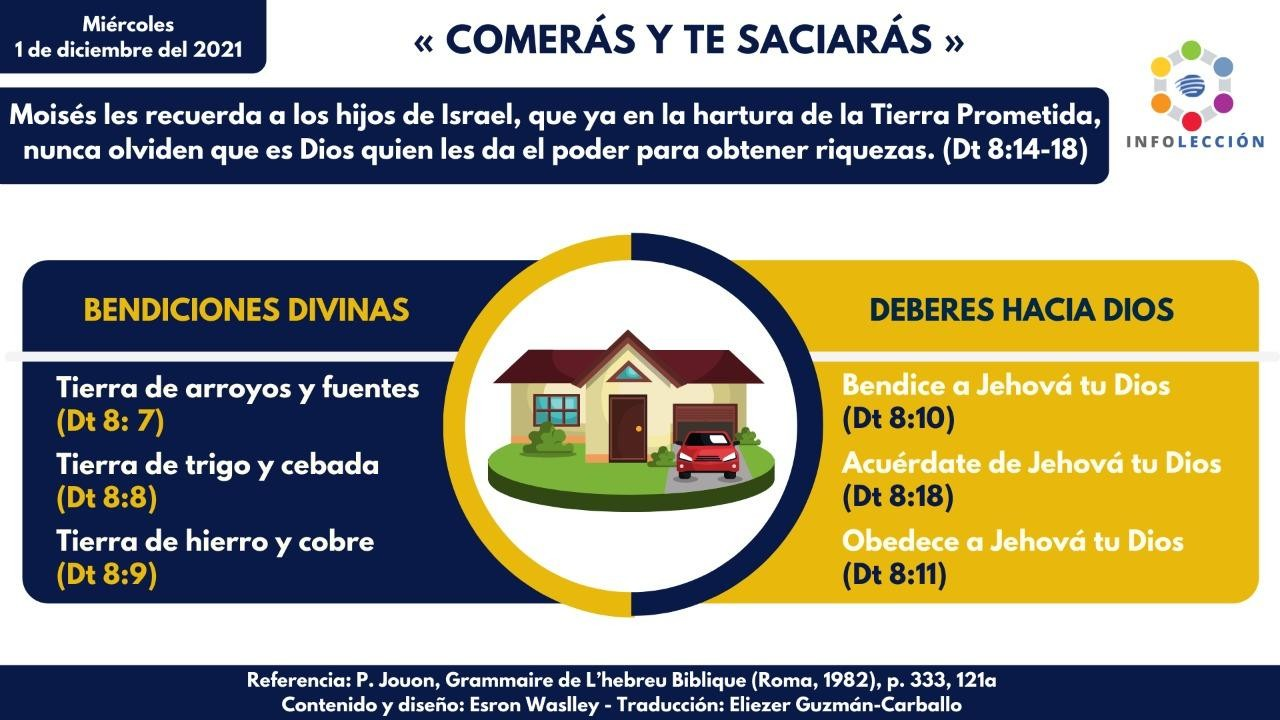 Miércoles
1 de diciembre del 2021
« COMERÁS Y TE SACIARÁS »
INFOLECCIÓN
Moisés les recuerda a los hijos de Israel, que ya en la hartura de la Tierra Prometida,
nunca olviden que es Dios quien les da el poder para obtener riquezas. (Dt 8:14-18)
BENDICIONES DIVINAS
Tierra de arroyos y fuentes
(Dt 8: 7)
Tierra de trigo y cebada
(Dt 8:8)
Tierra de hierro y cobre
(Dt 8:9)
DEBERES HACIA DIOS
Bendice a Jehová tu Dios
(Dt 8:10)
Acuérdate de Jehová tu Dios
(Dt 8:18)
Obedece a Jehová tu Dios
(Dt 8:11)
Referencia: P. Jouon, Grammaire de L’hebreu Biblique (Roma, 1982), p. 333, 121a
Contenido y diseño: Esron Waslley - Traducción: Eliezer Guzmán-Carballo